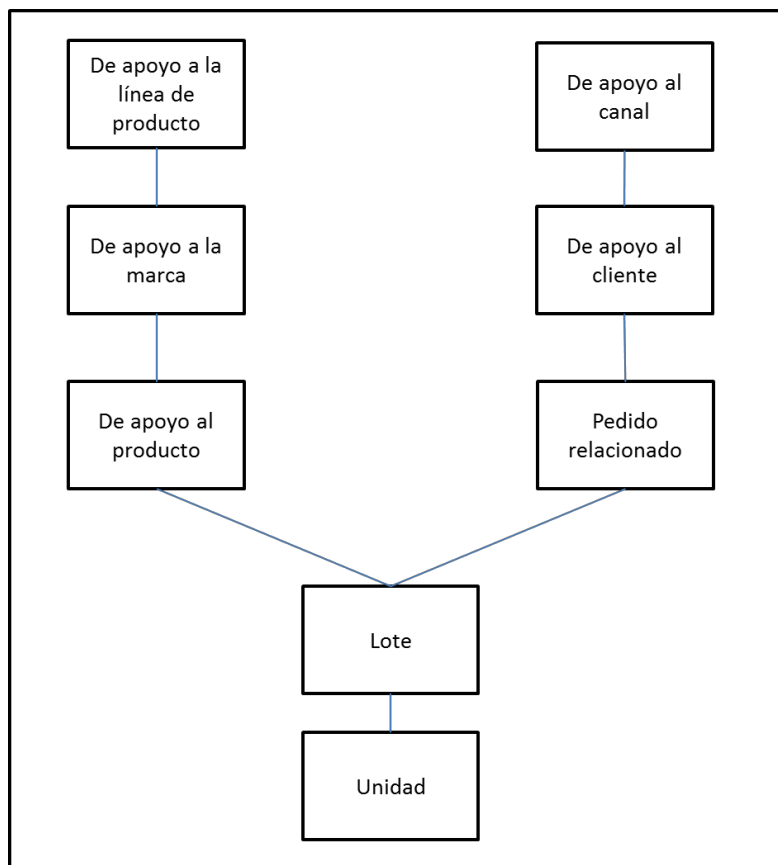 De apoyo a la
línea de
producto
De apoyo al
canal
De apoyo a la
marca
De apoyo al
cliente
De apoyo al
producto
Pedido
relacionado
Lote
Unidad